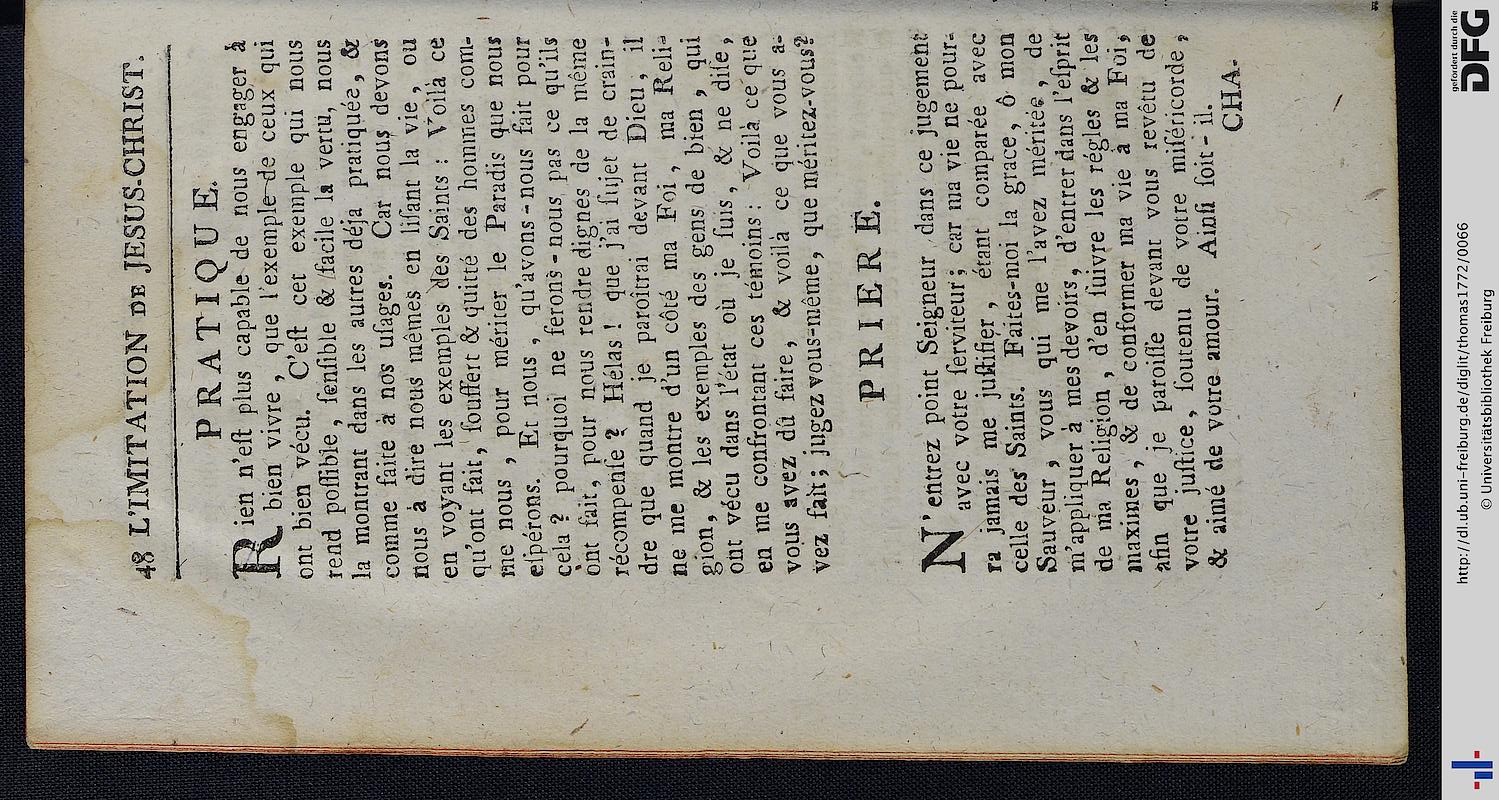 48 L'IMITATION DE JESUS-CHRIST.
PRATIQUE.
Rien n'eſt plus capable de nous engager à
bien vivre, que l'exemple de ceux qui
ont bien vécu. C'eſt cet exemple qui nous
rend poſſible, ſenſible & facile la vertu, nous
la montrant dans les autres déja pratiquée, &
comme faite à nos uſages. Car nous devons
nous à dire nous mêmes en liſant la vie, ou
en voyant les exemples des Saints: Voilà ce
qu'ont fait, ſouffert & quitté des hommes com-
me nous, pour mériter le Paradis que nous
eſpérons. Et nous, qu'avons-nous fait pour
cela? pourquoi ne ferons-nous pas ce qu'ils
ont fait, pour nous rendre dignes de la même
récompenſe? Hélas! que j'ai ſujet de crain-
dre que quand je paroitrai devant Dieu, il
ne me montre d'un côté ma Foi, ma Reli-
gion, & les exemples des gens de bien, qui
ont vécu dans l'état où je ſuis, & ne diſe,
en me confrontant ces témoins: Voilà ce que
vous avez dû faire, & voilà ce que vous a-
vez fait; jugez vous-même, que méritez-vous?
PRIERE.
N'entrez point Seigneur dans ce jugement
avec votre ſerviteur; car ma vie ne pour-
ra jamais me juſtifier, étant comparée avec
celle des Saints. Faites-moi la grace, ô mon
Sauveur, vous qui me l'avez méritée, de
m'appliquer à mes devoirs, d'entrer dans l'eſprit
de ma Religion, d'en ſuivre les régles & les
maximes, & de conformer ma vie à ma Foi,
afin que je paroiſſe devant vous revêtu de
votre juſtice, ſoutenu de votre miſéricorde,
& aimé de votre amour. Ainſi ſoit-il.
CHA-
http://dl.ub.uni-freiburg.de/diglit/thomas1772/0066
© Universitätsbibliothek Freiburg
gefördert durch die
DFG